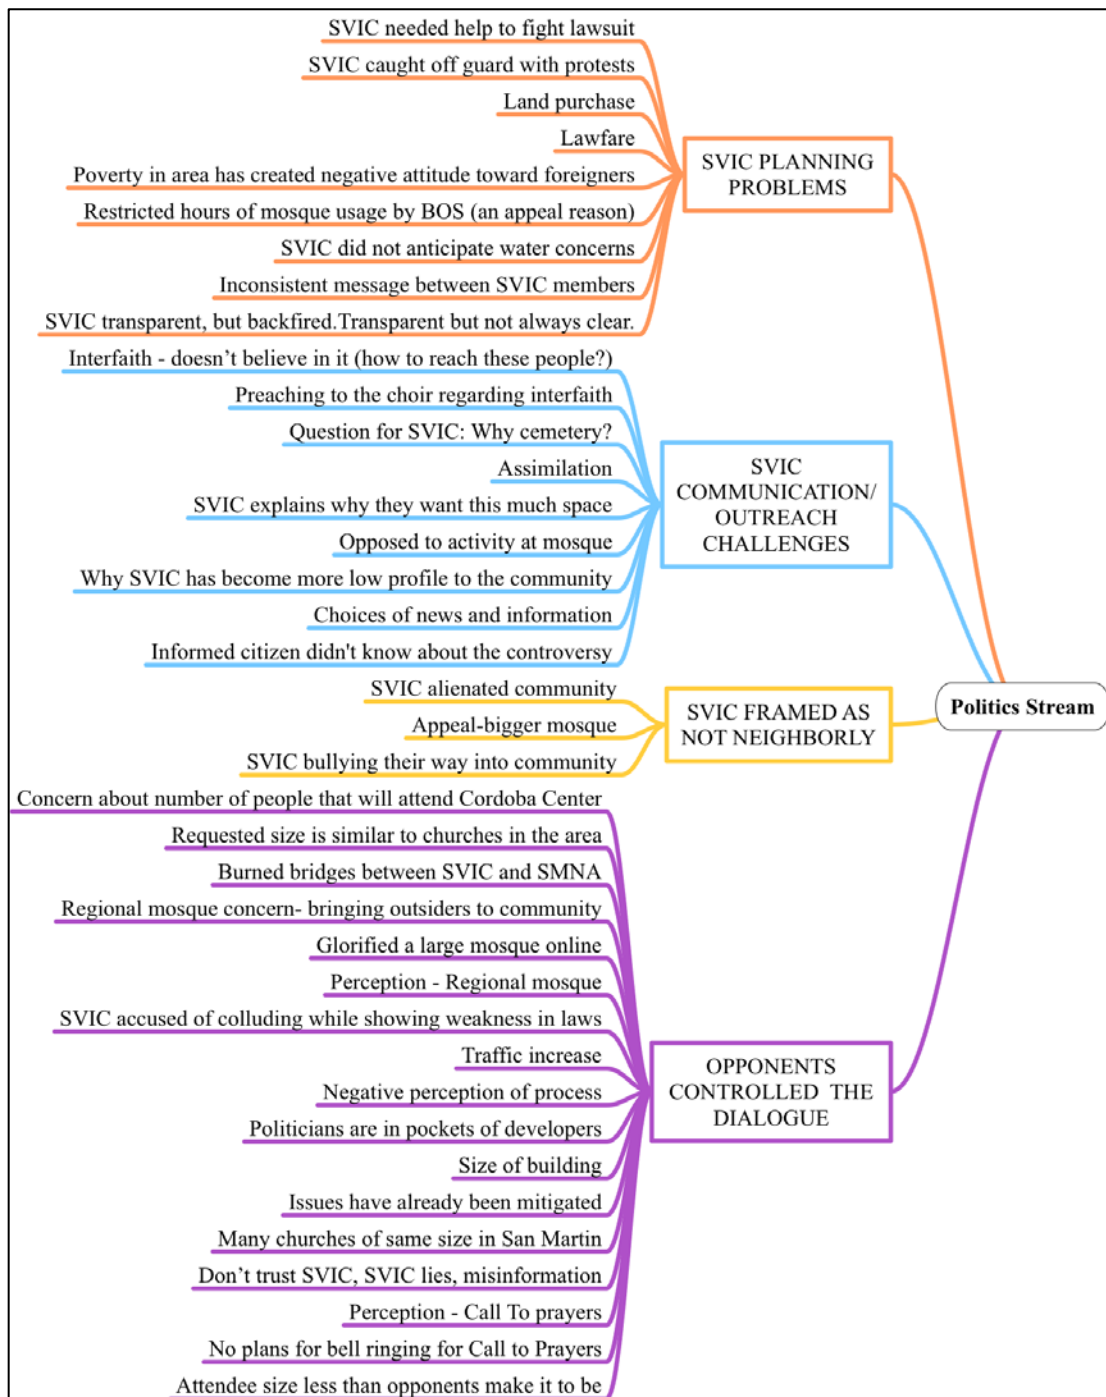 SVIC needed help to fight lawsuit
SVIC caught off guard with protests
Land purchase
Lawfare
Poverty in area has created negative attitude toward foreigners
Restricted hours of mosque usage by BOS (an appeal reason)
SVIC did not anticipate water concerns
Inconsistent message between SVIC members
SVIC transparent, but backfired.Transparent but not always clear.
SVIC PLANNING
PROBLEMS
Interfaith - doesn’t believe in it (how to reach these people?)
Preaching to the choir regarding interfaith
Question for SVIC: Why cemetery?
Assimilation
SVIC explains why they want this much space
Opposed to activity at mosque
Why SVIC has become more low profile to the community
Choices of news and information
Informed citizen didn't know about the controversy
SVIC
COMMUNICATION/
OUTREACH
CHALLENGES
SVIC alienated community
Appeal-bigger mosque
SVIC bullying their way into community
SVIC FRAMED AS
NOT NEIGHBORLY
Politics Stream
Concern about number of people that will attend Cordoba Center
Requested size is similar to churches in the area
Burned bridges between SVIC and SMNA
Regional mosque concern- bringing outsiders to community
Glorified a large mosque online
Perception - Regional mosque
SVIC accused of colluding while showing weakness in laws
Traffic increase
Negative perception of process
Politicians are in pockets of developers
Size of building
Issues have already been mitigated
Many churches of same size in San Martin
Don’t trust SVIC, SVIC lies, misinformation
Perception - Call To prayers
No plans for bell ringing for Call to Prayers
Attendee size less than opponents make it to be
OPPONENTS
CONTROLLED THE
DIALOGUE